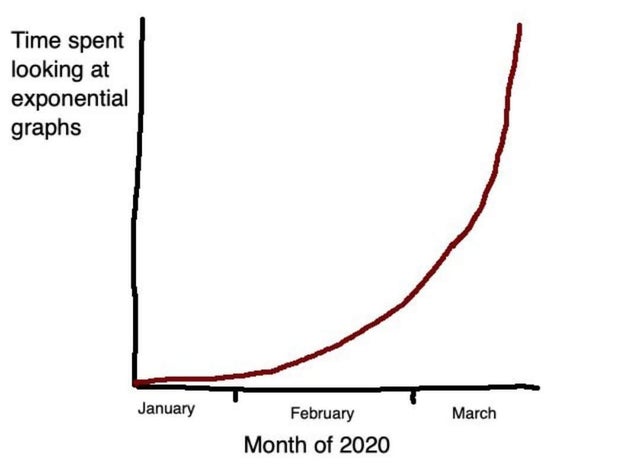 Time spent
looking at
exponential
graphs
January
February
March
Month of 2020